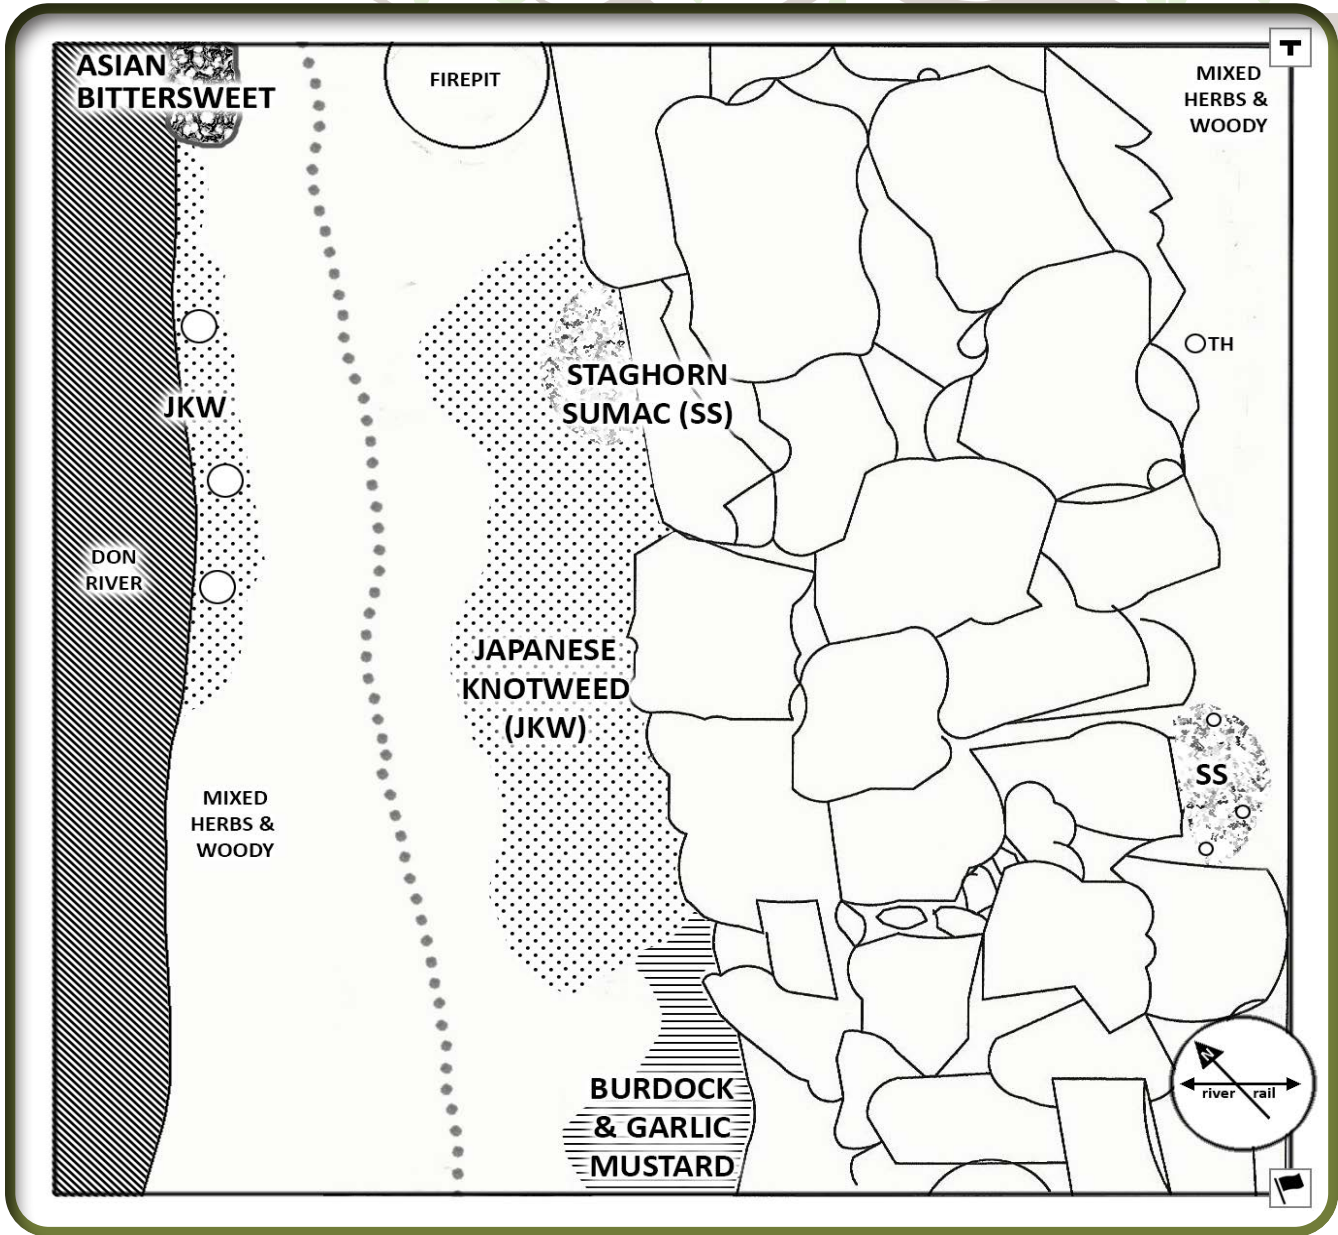 ASIAN
BITTERSWEET
FIREPIT
T
MIXED
HERBS &
WOODY
TH
STAGHORN
SUMAC (SS)
JKW
DON
RIVER
JAPANESE
KNOTWEED
(JKW)
SS
MIXED
HERBS &
WOODY
BURDOCK
& GARLIC
MUSTARD
N
river rail